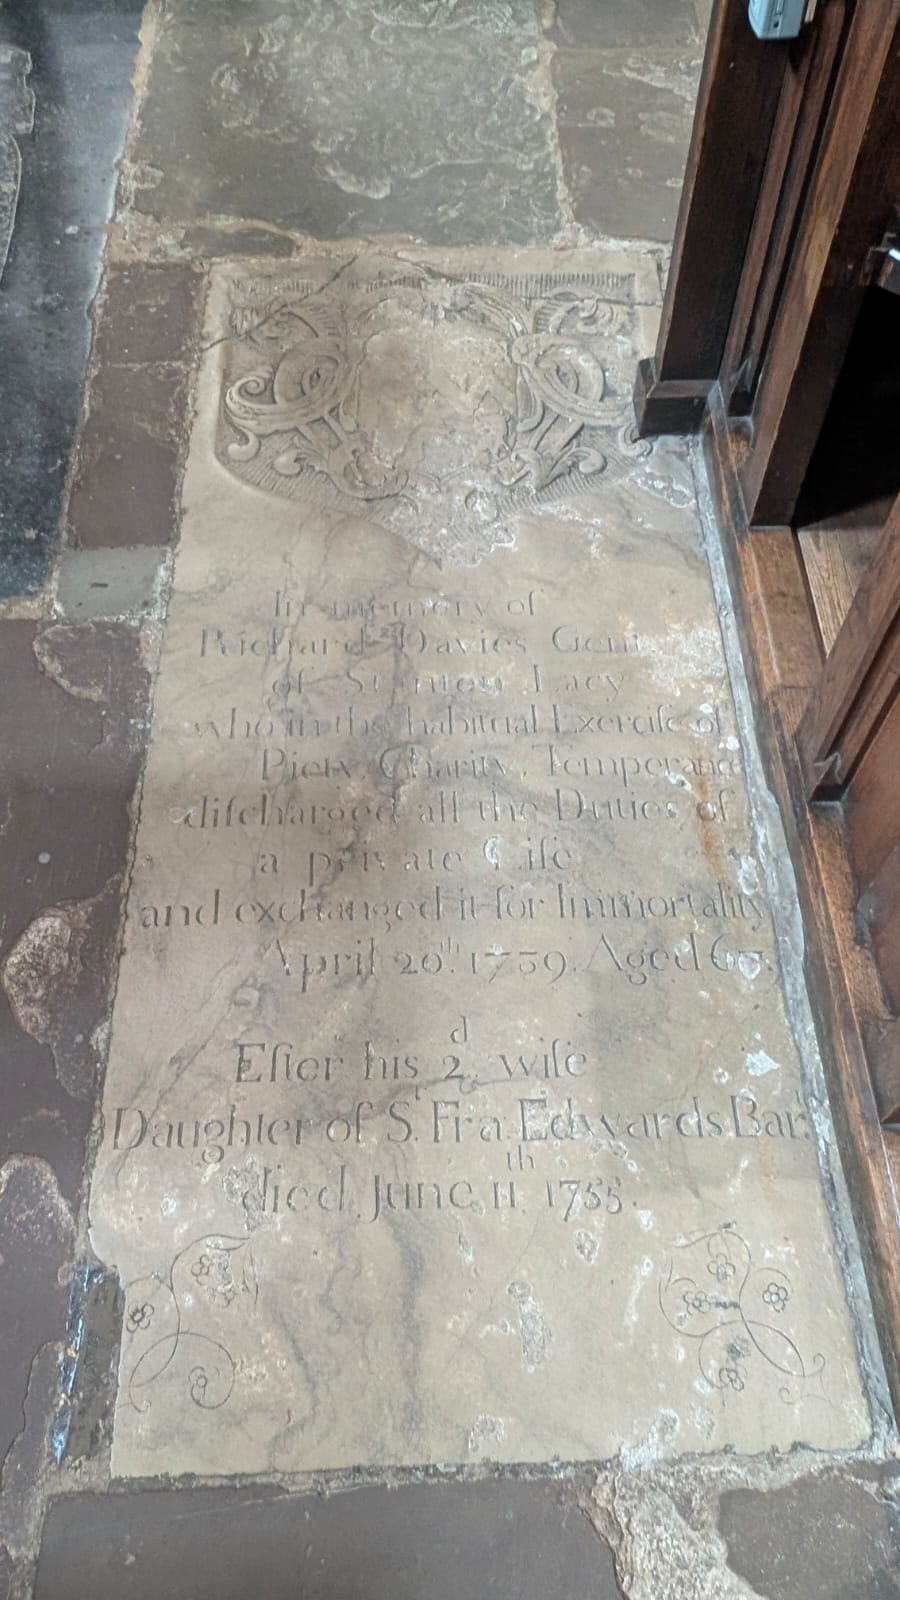 In memory of
Richard Davies Gent.
of Stanton Lacy
who in the habitual Exerciſe of
Piety, Charity, Temperance
diſcharged all the Duties of
a private Life
and exchanged it for Immortality
April 20th. 1739. Aged
Eſter his 2d. wife
Daughter of Sr. Fra. Edwards Bart.
died June 11th. 1755.